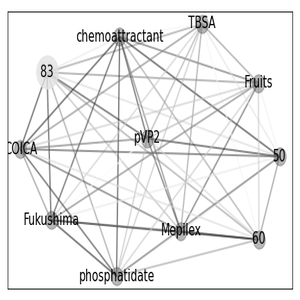 TBSA
chemoattractant
83
Fruits
pVP2
COICA
50
Fukushima
Mepilex
60
phosphatidate